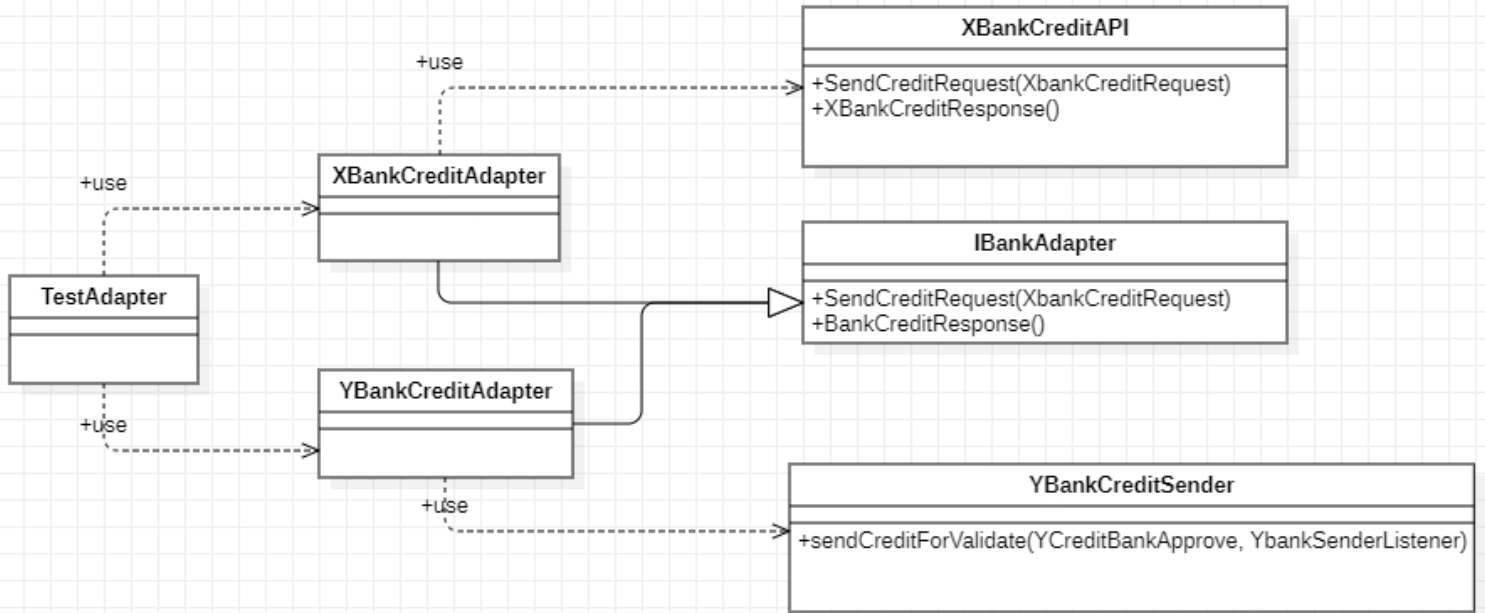 XBankCreditAPI
+use
+SendCreditRequest(XbankCreditRequest)
+XBankCreditResponse()
XBankCreditAdapter
+use
IBankAdapter
TestAdapter
+SendCreditRequest(XbankCreditRequest)
+BankCreditResponse()
YBankCreditAdapter
+use
YBankCreditSender
+use
+sendCreditForValidate(YCreditBankApprove, YbankSenderListener)